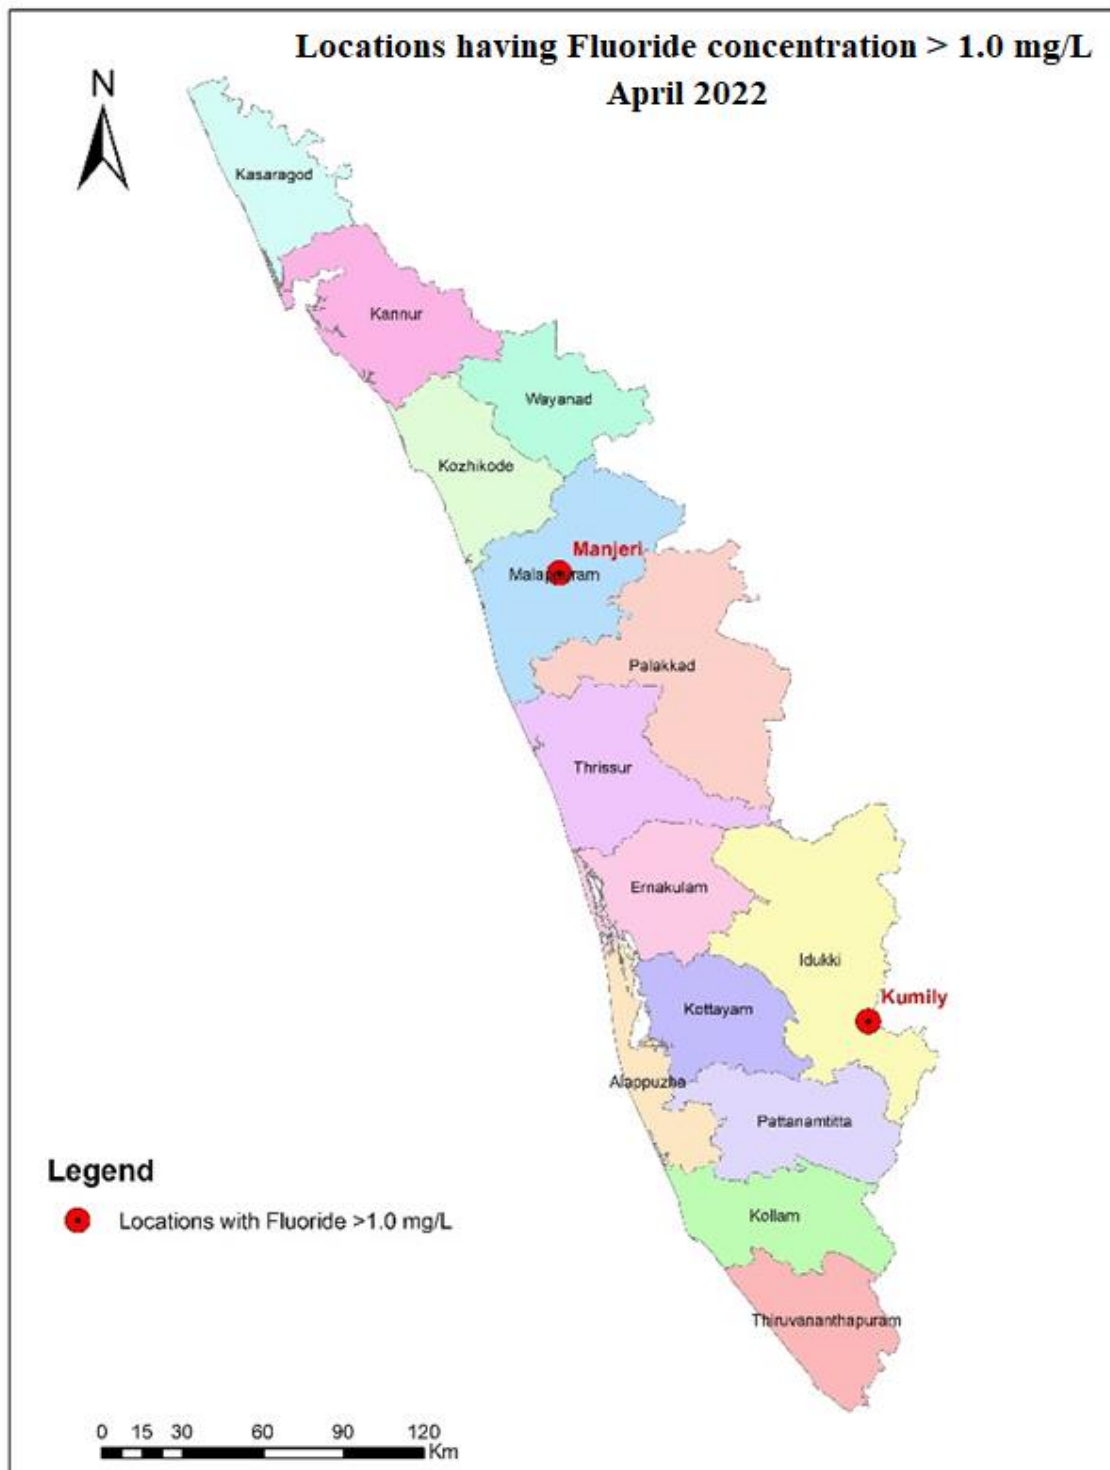 Locations having Fluoride concentration > 1.0 mg/L
April 2022
N
Kasaragod
Kannur
Wayanad
Kozhikode
Manjeri
Malappuram
Palakkad
Thrissur
Ernakulam
Idukki
Kumily
Kottayam
Alappuzha
Pattanamtitta
Legend
Locations with Fluoride >1.0 mg/L
Kollam
Thiruvananthapuram
0 15 30 60 90 120
Km